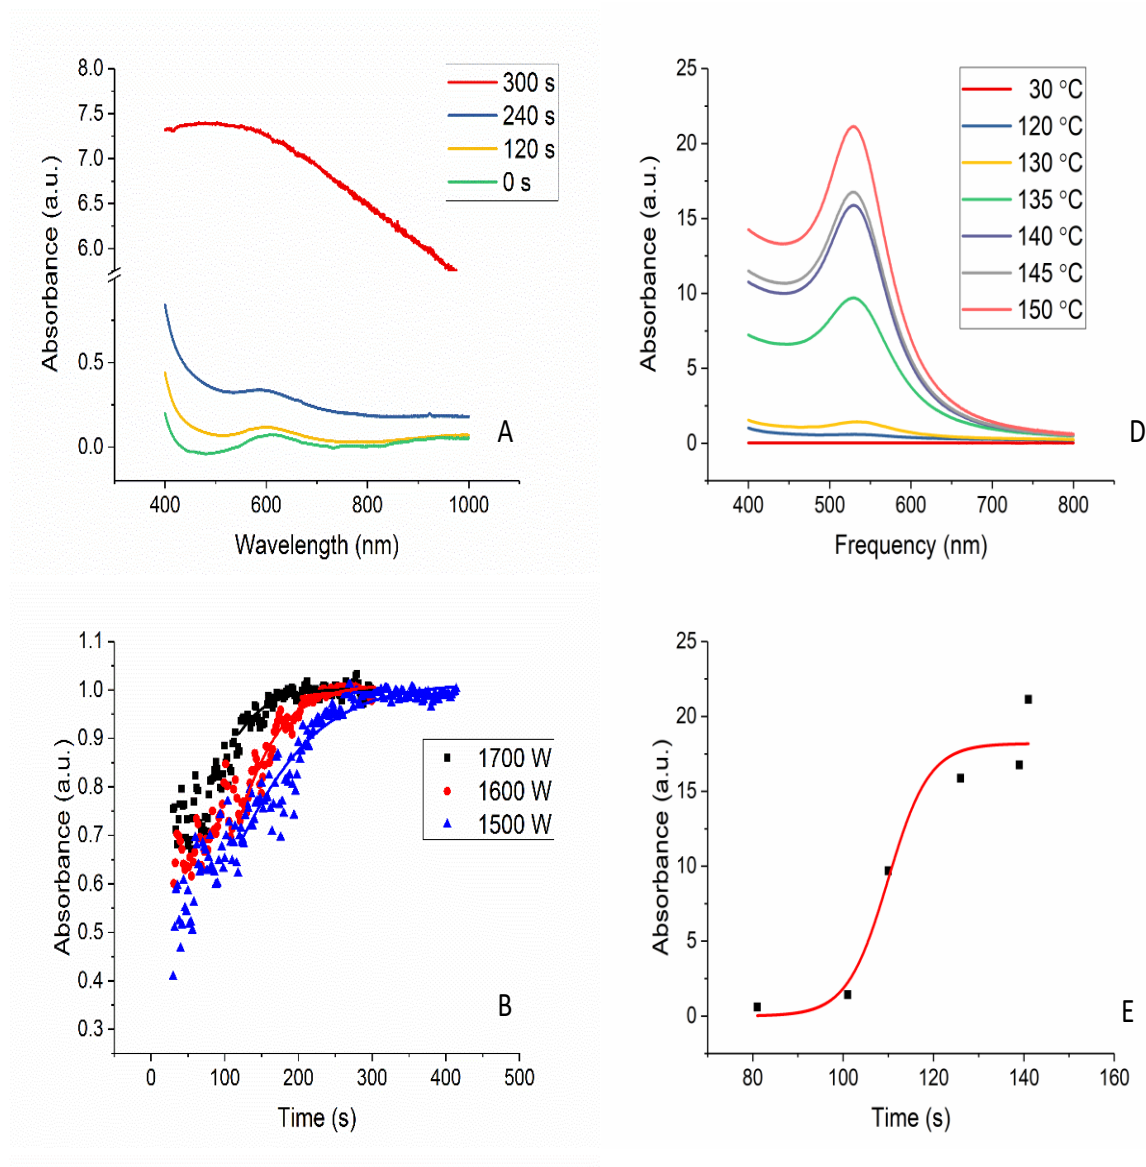 8.0
7.5
7.0
6.5
6.0
0.5
0.0
Absorbance (a.u.)
300 s
240 s
120 s
0 s
A
400 600 800 1000
Wavelength (nm)
25
20
15
10
5
0
Absorbance (a.u.)
30 °C
120 °C
130 °C
135 °C
140 °C
145 °C
150 °C
D
400 500 600 700 800
Frequency (nm)
1.1
1.0
0.9
0.8
0.7
0.6
0.5
0.4
0.3
Absorbance (a.u.)
1700 W
1600 W
1500 W
B
0 100 200 300 400 500
Time (s)
25
20
15
10
5
0
Absorbance (a.u.)
E
80 100 120 140 160
Time (s)